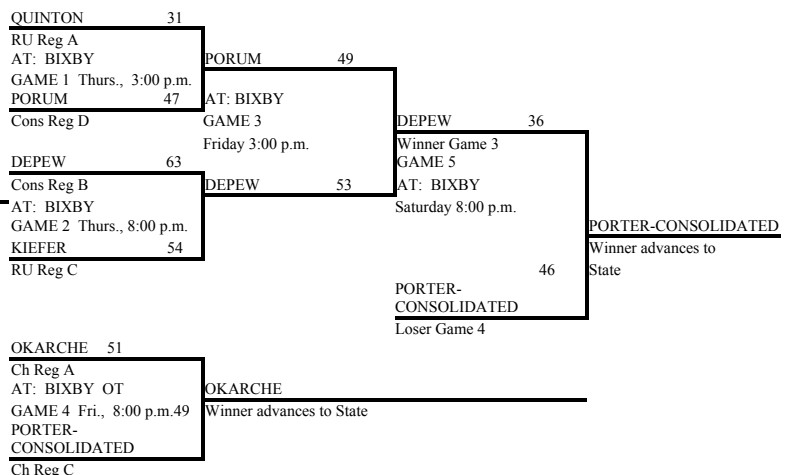 QUINTON 31
RU Reg A
AT: BIXBY
GAME 1 Thurs., 3:00 p.m.
PORUM 47
Cons Reg D
PORUM 49
AT: BIXBY
GAME 3
Friday 3:00 p.m.
DEPEW 63
Cons Reg B
AT: BIXBY
GAME 2 Thurs., 8:00 p.m.
KIEFER 54
RU Reg C
DEPEW 53
DEPEW 36
Winner Game 3
GAME 5
AT: BIXBY
Saturday 8:00 p.m.
46
PORTER-
CONSOLIDATED
Loser Game 4
PORTER-CONSOLIDATED
Winner advances to
State
OKARCHE 51
Ch Reg A
AT: BIXBY OT
GAME 4 Fri., 8:00 p.m.49
PORTER-
CONSOLIDATED
Ch Reg C
OKARCHE
Winner advances to State